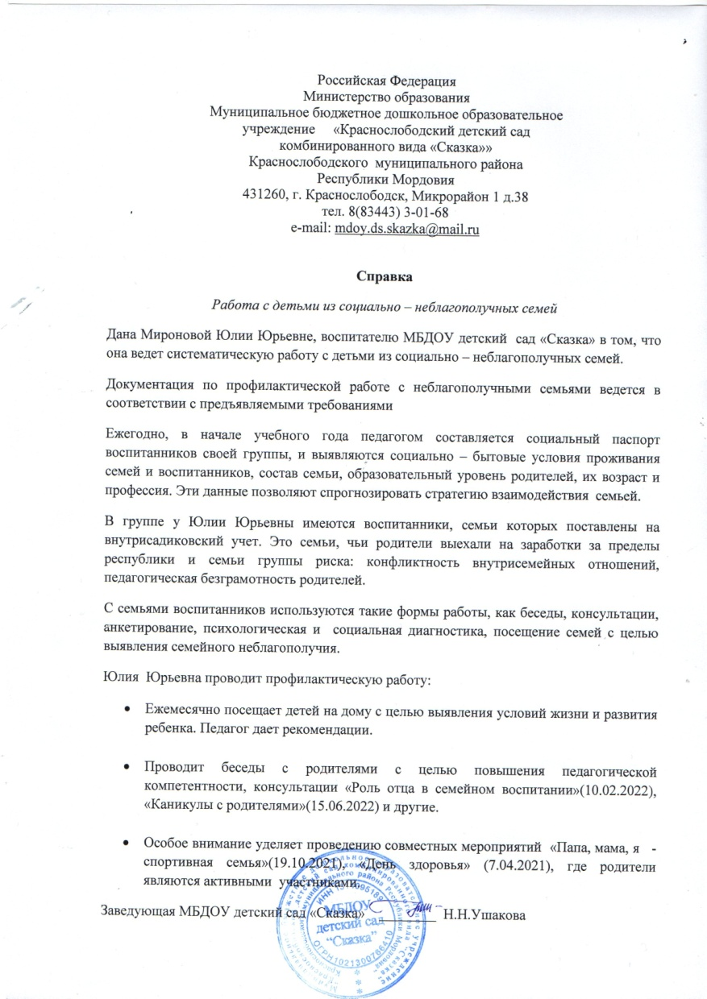 Российская Федерация
Министерство образования
Муниципальное бюджетное дошкольное образовательное
учреждение «Краснослободский детский сад
комбинированного вида «Сказка»»
Краснослободского муниципального района
Республики Мордовия
431260, г. Краснослободск, Микрорайон 1 д.38
тел. 8(83443) 3-01-68
e-mail: mdoy.ds.skazka@mail.ru
Справка
Работа с детьми из социально – неблагополучных семей
Дана Мироновой Юлии Юрьевне, воспитателю МБДОУ детский сад «Сказка» в том, что
она ведет систематическую работу с детьми из социально – неблагополучных семей.
Документация по профилактической работе с неблагополучными семьями ведется в
соответствии с предъявляемыми требованиями
Ежегодно, в начале учебного года педагогом составляется социальный паспорт
воспитанников своей группы, и выявляются социально – бытовые условия проживания
семей и воспитанников, состав семьи, образовательный уровень родителей, их возраст и
профессия. Эти данные позволяют спрогнозировать стратегию взаимодействия семьей.
В группе у Юлии Юрьевны имеются воспитанники, семьи которых поставлены на
внутрисадиковский учет. Это семьи, чьи родители выехали на заработки за пределы
республики и семьи группы риска: конфликтность внутрисемейных отношений,
педагогическая безграмотность родителей.
С семьями воспитанников используются такие формы работы, как беседы, консультации,
анкетирование, психологическая и социальная диагностика, посещение семей с целью
выявления семейного неблагополучия.
Юлия Юрьевна проводит профилактическую работу:
• Ежемесячно посещает детей на дому с целью выявления условий жизни и развития
ребенка. Педагог дает рекомендации.
• Проводит беседы с родителями с целью повышения педагогической
компетентности, консультации «Роль отца в семейном воспитании»(10.02.2022),
«Каникулы с родителями»(15.06.2022) и другие.
• Особое внимание уделяет проведению совместных мероприятий «Папа, мама, я -
спортивная семья»(19.10.2021), «День здоровья» (7.04.2021), где родители
являются активными участниками.
Заведующая МБДОУ детский сад «Сказка» ________ Н.Н.Ушакова
МБДОУ
детский сад
"Сказка"
ОГРН1021300766410